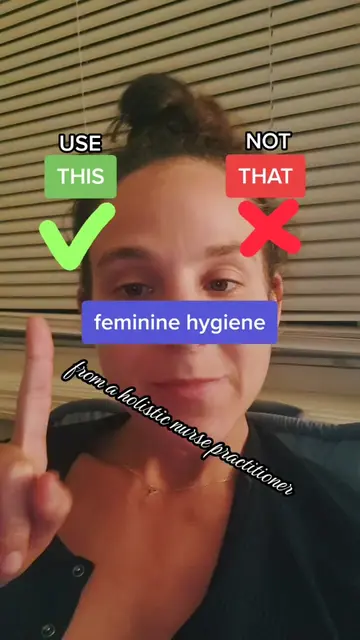 USE
THIS
NOT
THAT
feminine hygiene
from a holistic nurse practitioner